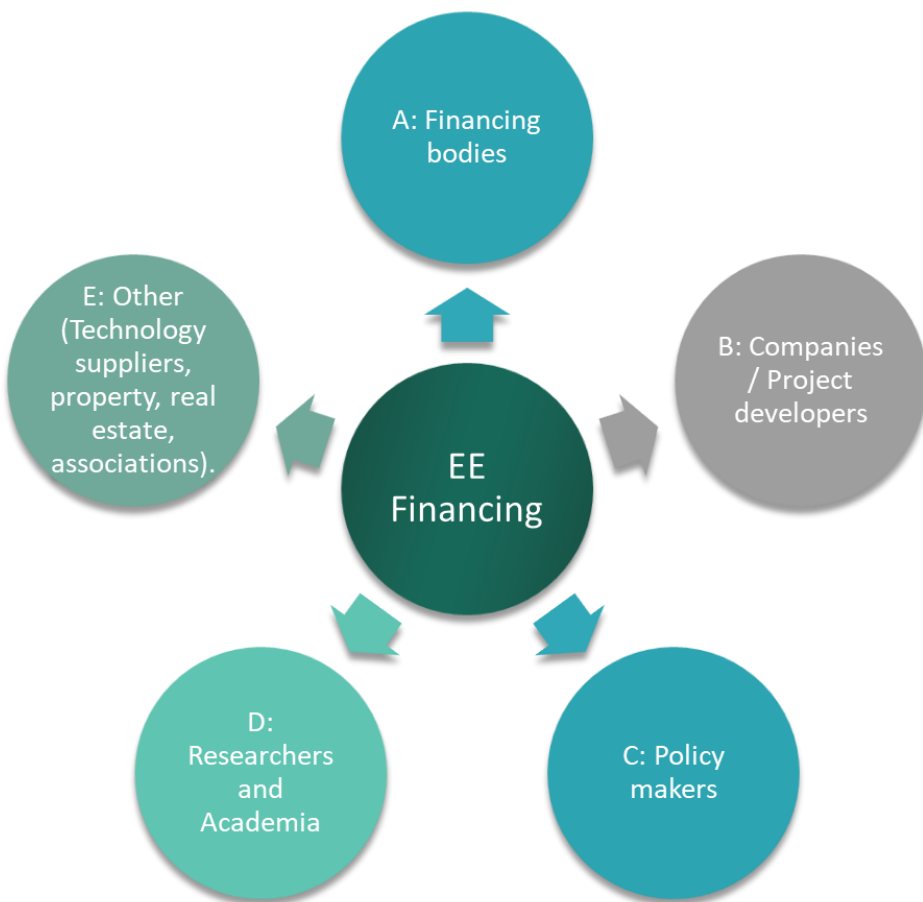 A: Financing
bodies
B: Companies
/ Project
developers
C: Policy
makers
D:
Researchers
and
Academia
E: Other
(Technology
suppliers,
property, real
estate,
associations).
EE
Financing